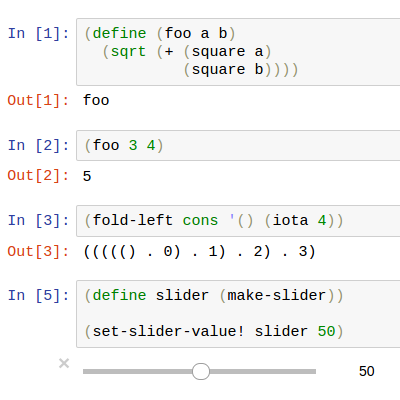 In [1]: (define (foo a b)
(sqrt (+ (square a)
(square b))))
Out[1]: foo
In [2]: (foo 3 4)
Out[2]: 5
In [3]: (fold-left cons '() (iota 4))
Out[3]: (((((() . 0) . 1) . 2) . 3)
In [5]: (define slider (make-slider))
(set-slider-value! slider 50)
× 50